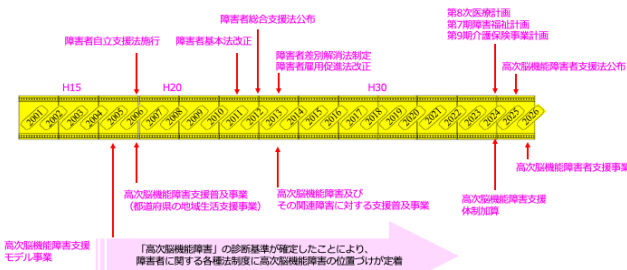 障害者総合支援法公布
障害者自立支援法施行
障害者基本法改正
障害者差別解消法制定
障害者雇用促進法改正
第8次医療計画
第7期障害福祉計画
第9期介護保険事業計画
高次脳機能障害者支援法公布
H15
H20
H30
2001 2002 2003 2004 2005 2006 2007 2008 2009 2010 2011 2012 2013 2014 2015 2016 2017 2018 2019 2020 2021 2022 2023 2024 2025 2026
高次脳機能障害者支援事業
高次脳機能障害支援普及事業
(都道府県の地域生活支援事業)
高次脳機能障害及び
その関連障害に対する支援普及事業
高次脳機能障害支援
体制加算
高次脳機能障害支援
モデル事業
「高次脳機能障害」の診断基準が確定したことにより、
障害者に関する各種法制度に高次脳機能障害の位置づけが定着